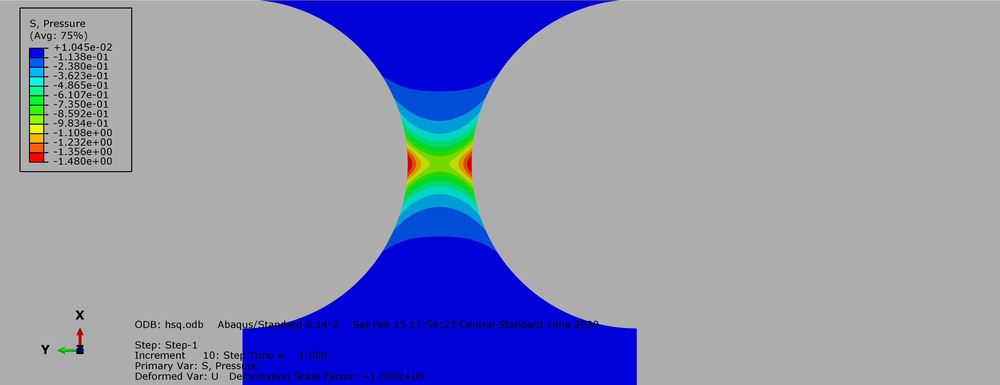 S, Pressure
(Avg: 75%)
+1.045e-02
-1.138e-01
-2.380e-01
-3.623e-01
-4.865e-01
-6.107e-01
-7.350e-01
-8.592e-01
-9.834e-01
-1.108e+00
-1.232e+00
-1.356e+00
-1.480e+00
X
Y
Z
ODB: hsq.odb    Abaqus/Standard 6.14-2    Sat Feb 15 17:54:23 Central Standard Time 2020
Step: Step-1
Increment    10: Step Time =    1.000
Primary Var: S, Pressure
Deformed Var: U   Deformation Scale Factor: +1.000e+00